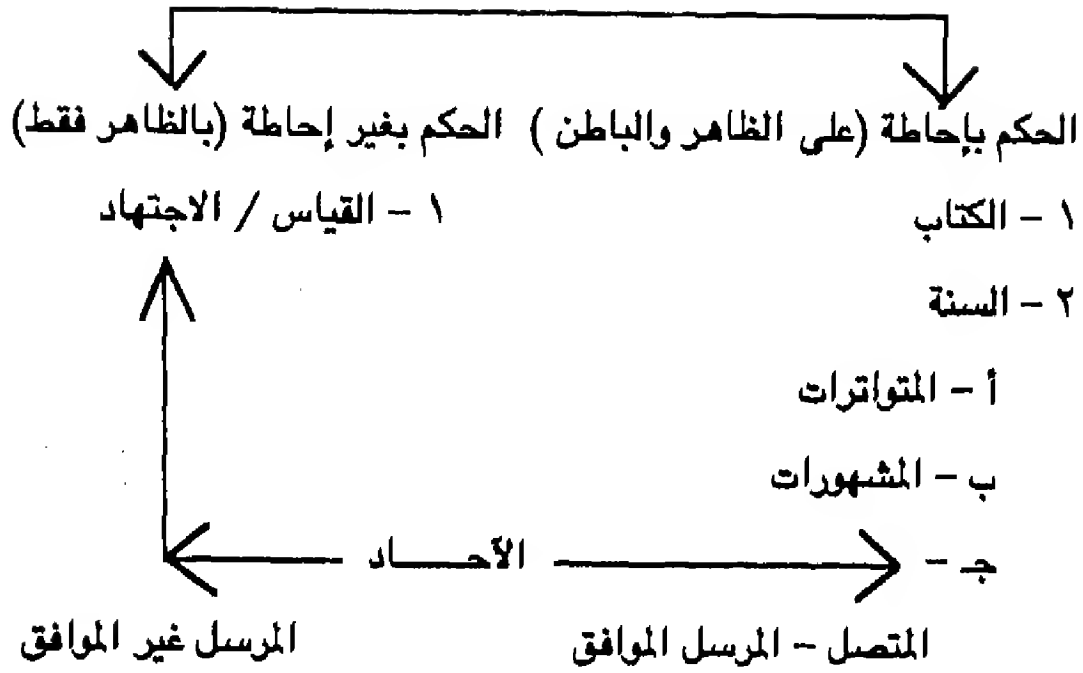 الحكم بإحاطة (على الظاهر والباطن ) الحكم بغير إحاطة (بالظاهر فقط)
١ – الكتاب ١ – القياس / الاجتهاد
٢ – السنة
أ – المتواترات
ب – المشهورات
جـ – الآحــــــاد
المتصل – المرسل الموافق المرسل غير الموافق